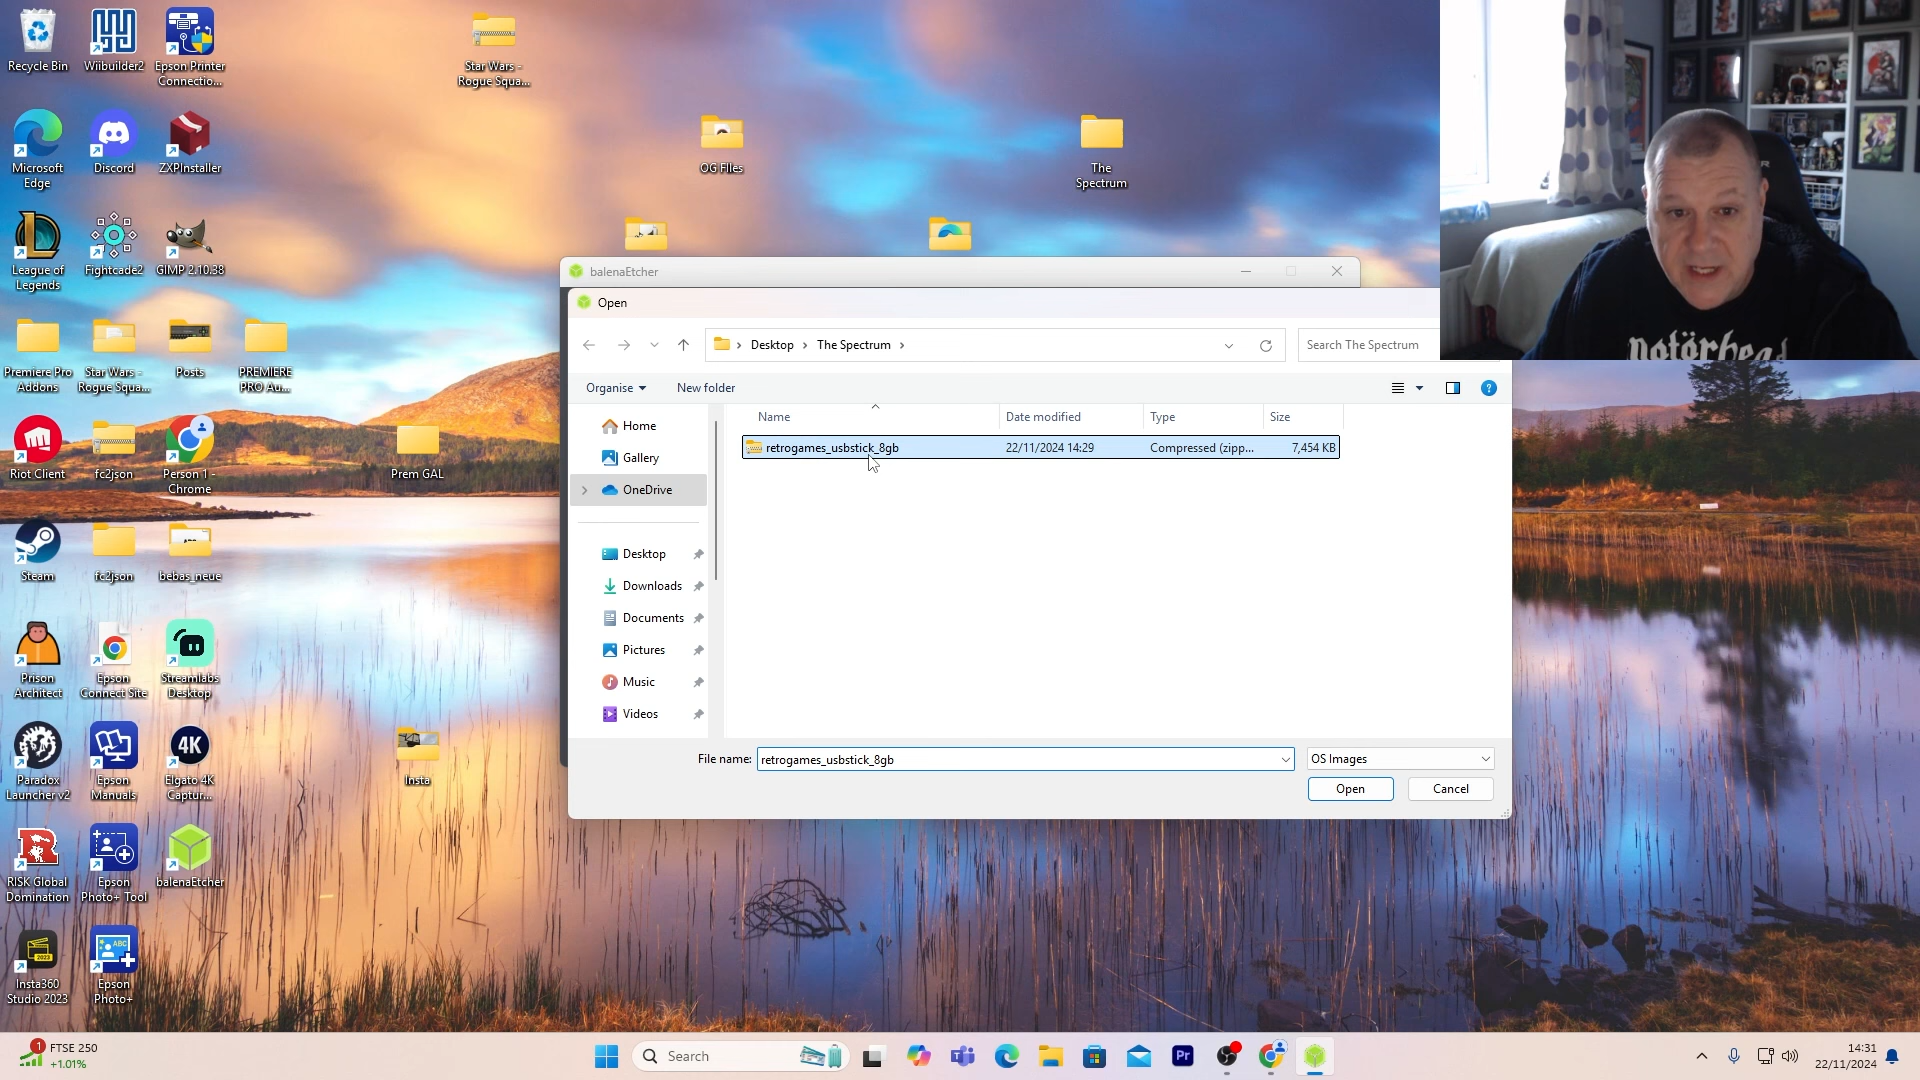 Recycle Bin
Wiibuilder2
Epson Printer
Connectio...
Star Wars -
Rogue Squa...
Microsoft
Edge
Discord
ZXPInstaller
OG FIles
The
Spectrum
League of
Legends
Fightcade2
GIMP 2.10.38
Premiere Pro
Addons
Star Wars -
Rogue Squa...
Posts
PREMIERE
PRO Au...
Riot Client
fc2json
Person 1 -
Chrome
Prem GAL
Steam
fc2json
bebas_neue
Prison
Architect
Epson
Connect Site
Streamlabs
Desktop
Paradox
Launcher v2
Epson
Manuals
4K
Elgato 4K
Captur...
Insta
RISK Global
Domination
Epson
Photo+ Tool
balenaEtcher
2023
Insta360
Studio 2023
ABC
Epson
Photo+
balenaEtcher
Open
Desktop
The Spectrum
Search The Spectrum
Organise
New folder
?
Name
Date modified
Type
Size
retrogames_usbstick_8gb
22/11/2024 14:29
Compressed (zipp...
7,454 KB
Home
Gallery
OneDrive
Desktop
Downloads
Documents
Pictures
Music
Videos
File name:
retrogames_usbstick_8gb
OS Images
Open
Cancel
motörhead
1
FTSE 250
+1.01%
Search
Pr
14:31
22/11/2024